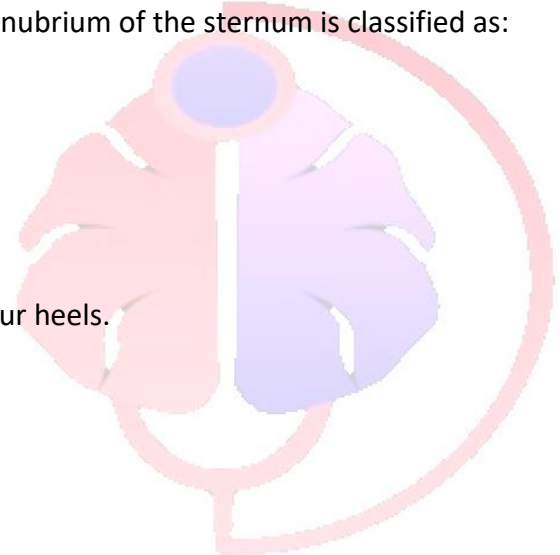 nubrium of the sternum is classified as:
ur heels.